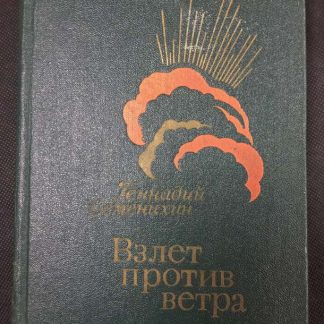 Геннадий
Семенихин
Взлет
против
ветра